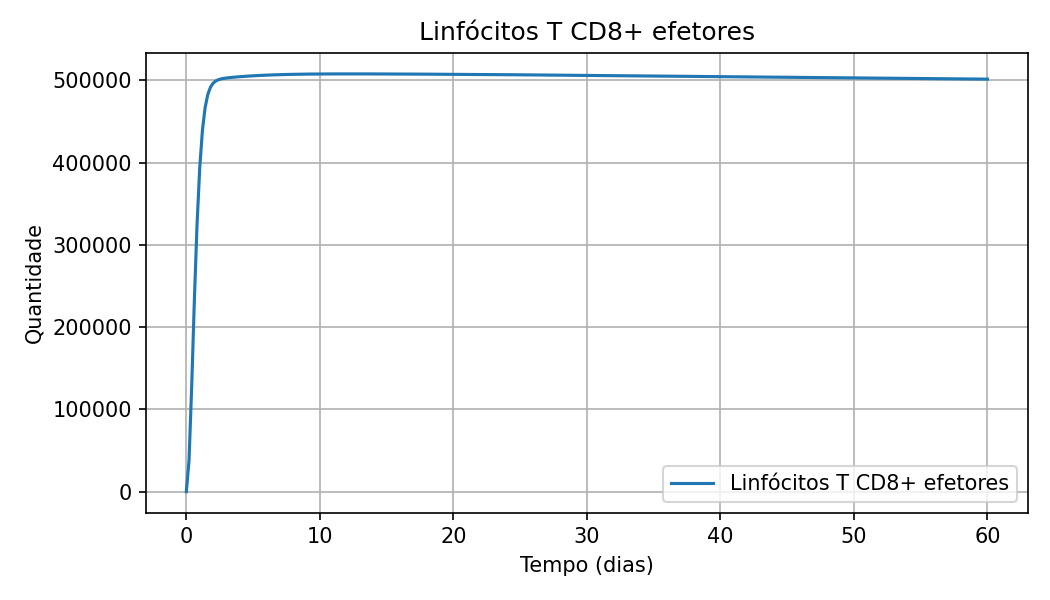 Linfócitos T CD8+ efetores
Quantidade
500000
400000
300000
200000
100000
0
Linfócitos T CD8+ efetores
0 10 20 30 40 50 60
Tempo (dias)